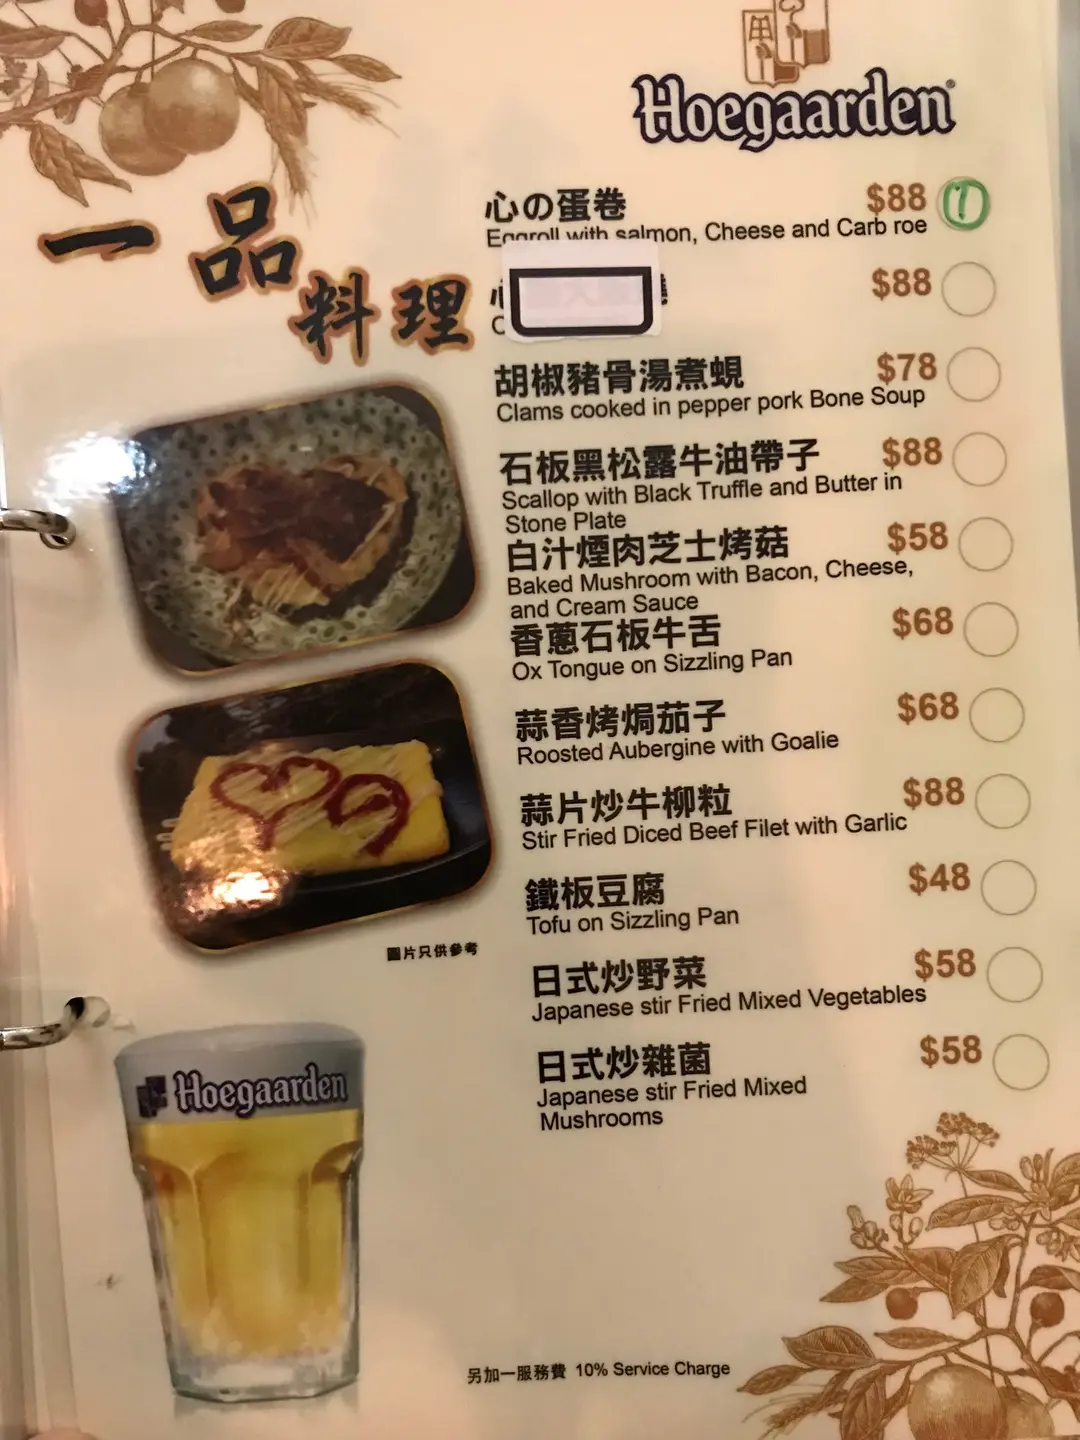 Hoegaarden
一品料理
心の蛋卷 $88 1
Eggroll with salmon, Cheese and Carb roe
$88
胡椒豬骨湯煮蜆 $78
Clams cooked in pepper pork Bone Soup
石板黑松露牛油帶子 $88
Scallop with Black Truffle and Butter in
Stone Plate
白汁煙肉芝士烤菇 $58
Baked Mushroom with Bacon, Cheese,
and Cream Sauce
香蔥石板牛舌 $68
Ox Tongue on Sizzling Pan
蒜香烤焗茄子 $68
Roosted Aubergine with Goalie
蒜片炒牛柳粒 $88
Stir Fried Diced Beef Filet with Garlic
鐵板豆腐 $48
Tofu on Sizzling Pan
圖片只供參考
日式炒野菜 $58
Japanese stir Fried Mixed Vegetables
日式炒雜菌 $58
Japanese stir Fried Mixed
Mushrooms
Hoegaarden
另加一服務費 10% Service Charge